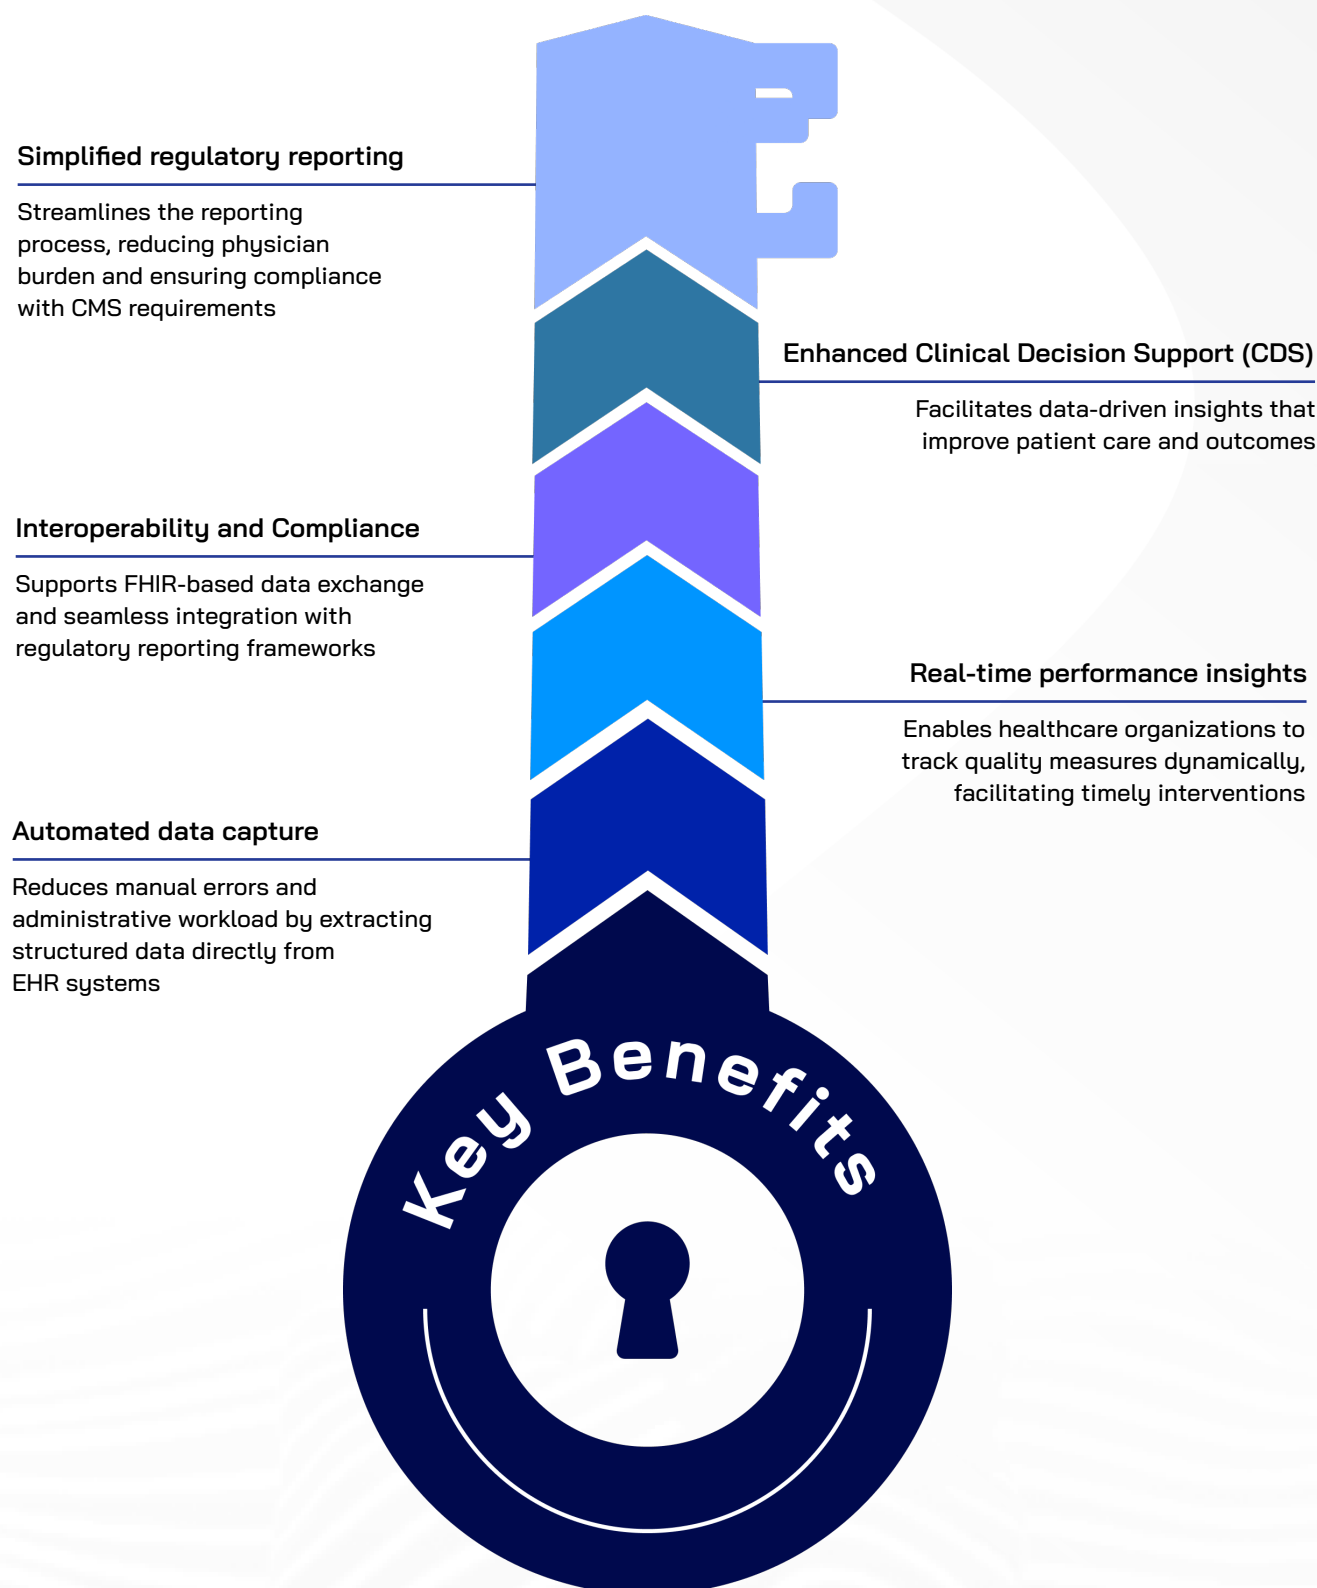 Simplified regulatory reporting
Streamlines the reporting
process, reducing physician
burden and ensuring compliance
with CMS requirements
Enhanced Clinical Decision Support (CDS)
Facilitates data-driven insights that
improve patient care and outcomes
Interoperability and Compliance
Supports FHIR-based data exchange
and seamless integration with
regulatory reporting frameworks
Real-time performance insights
Enables healthcare organizations to
track quality measures dynamically,
facilitating timely interventions
Automated data capture
Reduces manual errors and
administrative workload by extracting
structured data directly from
EHR systems
Key Benefits